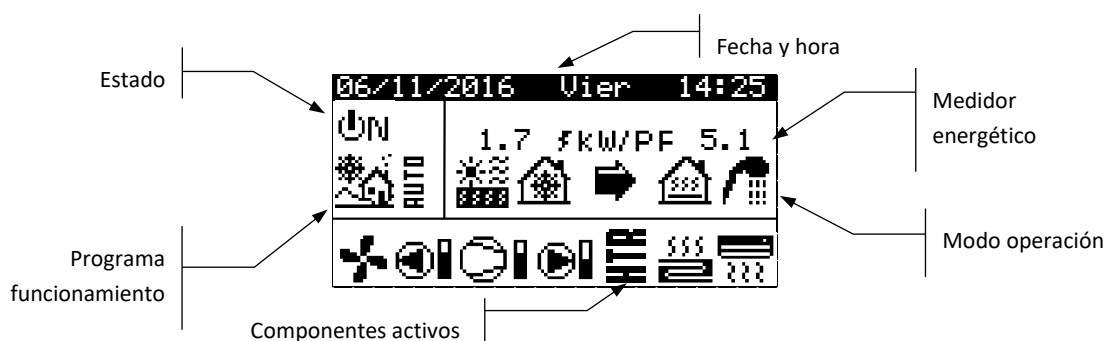 Fecha y hora
Estado
06/11/2016 Vier 14:25
ON
1.7 kW/PF 5.1
AUTO
HTR
Medidor
energético
Modo operación
Programa
funcionamiento
Componentes activos